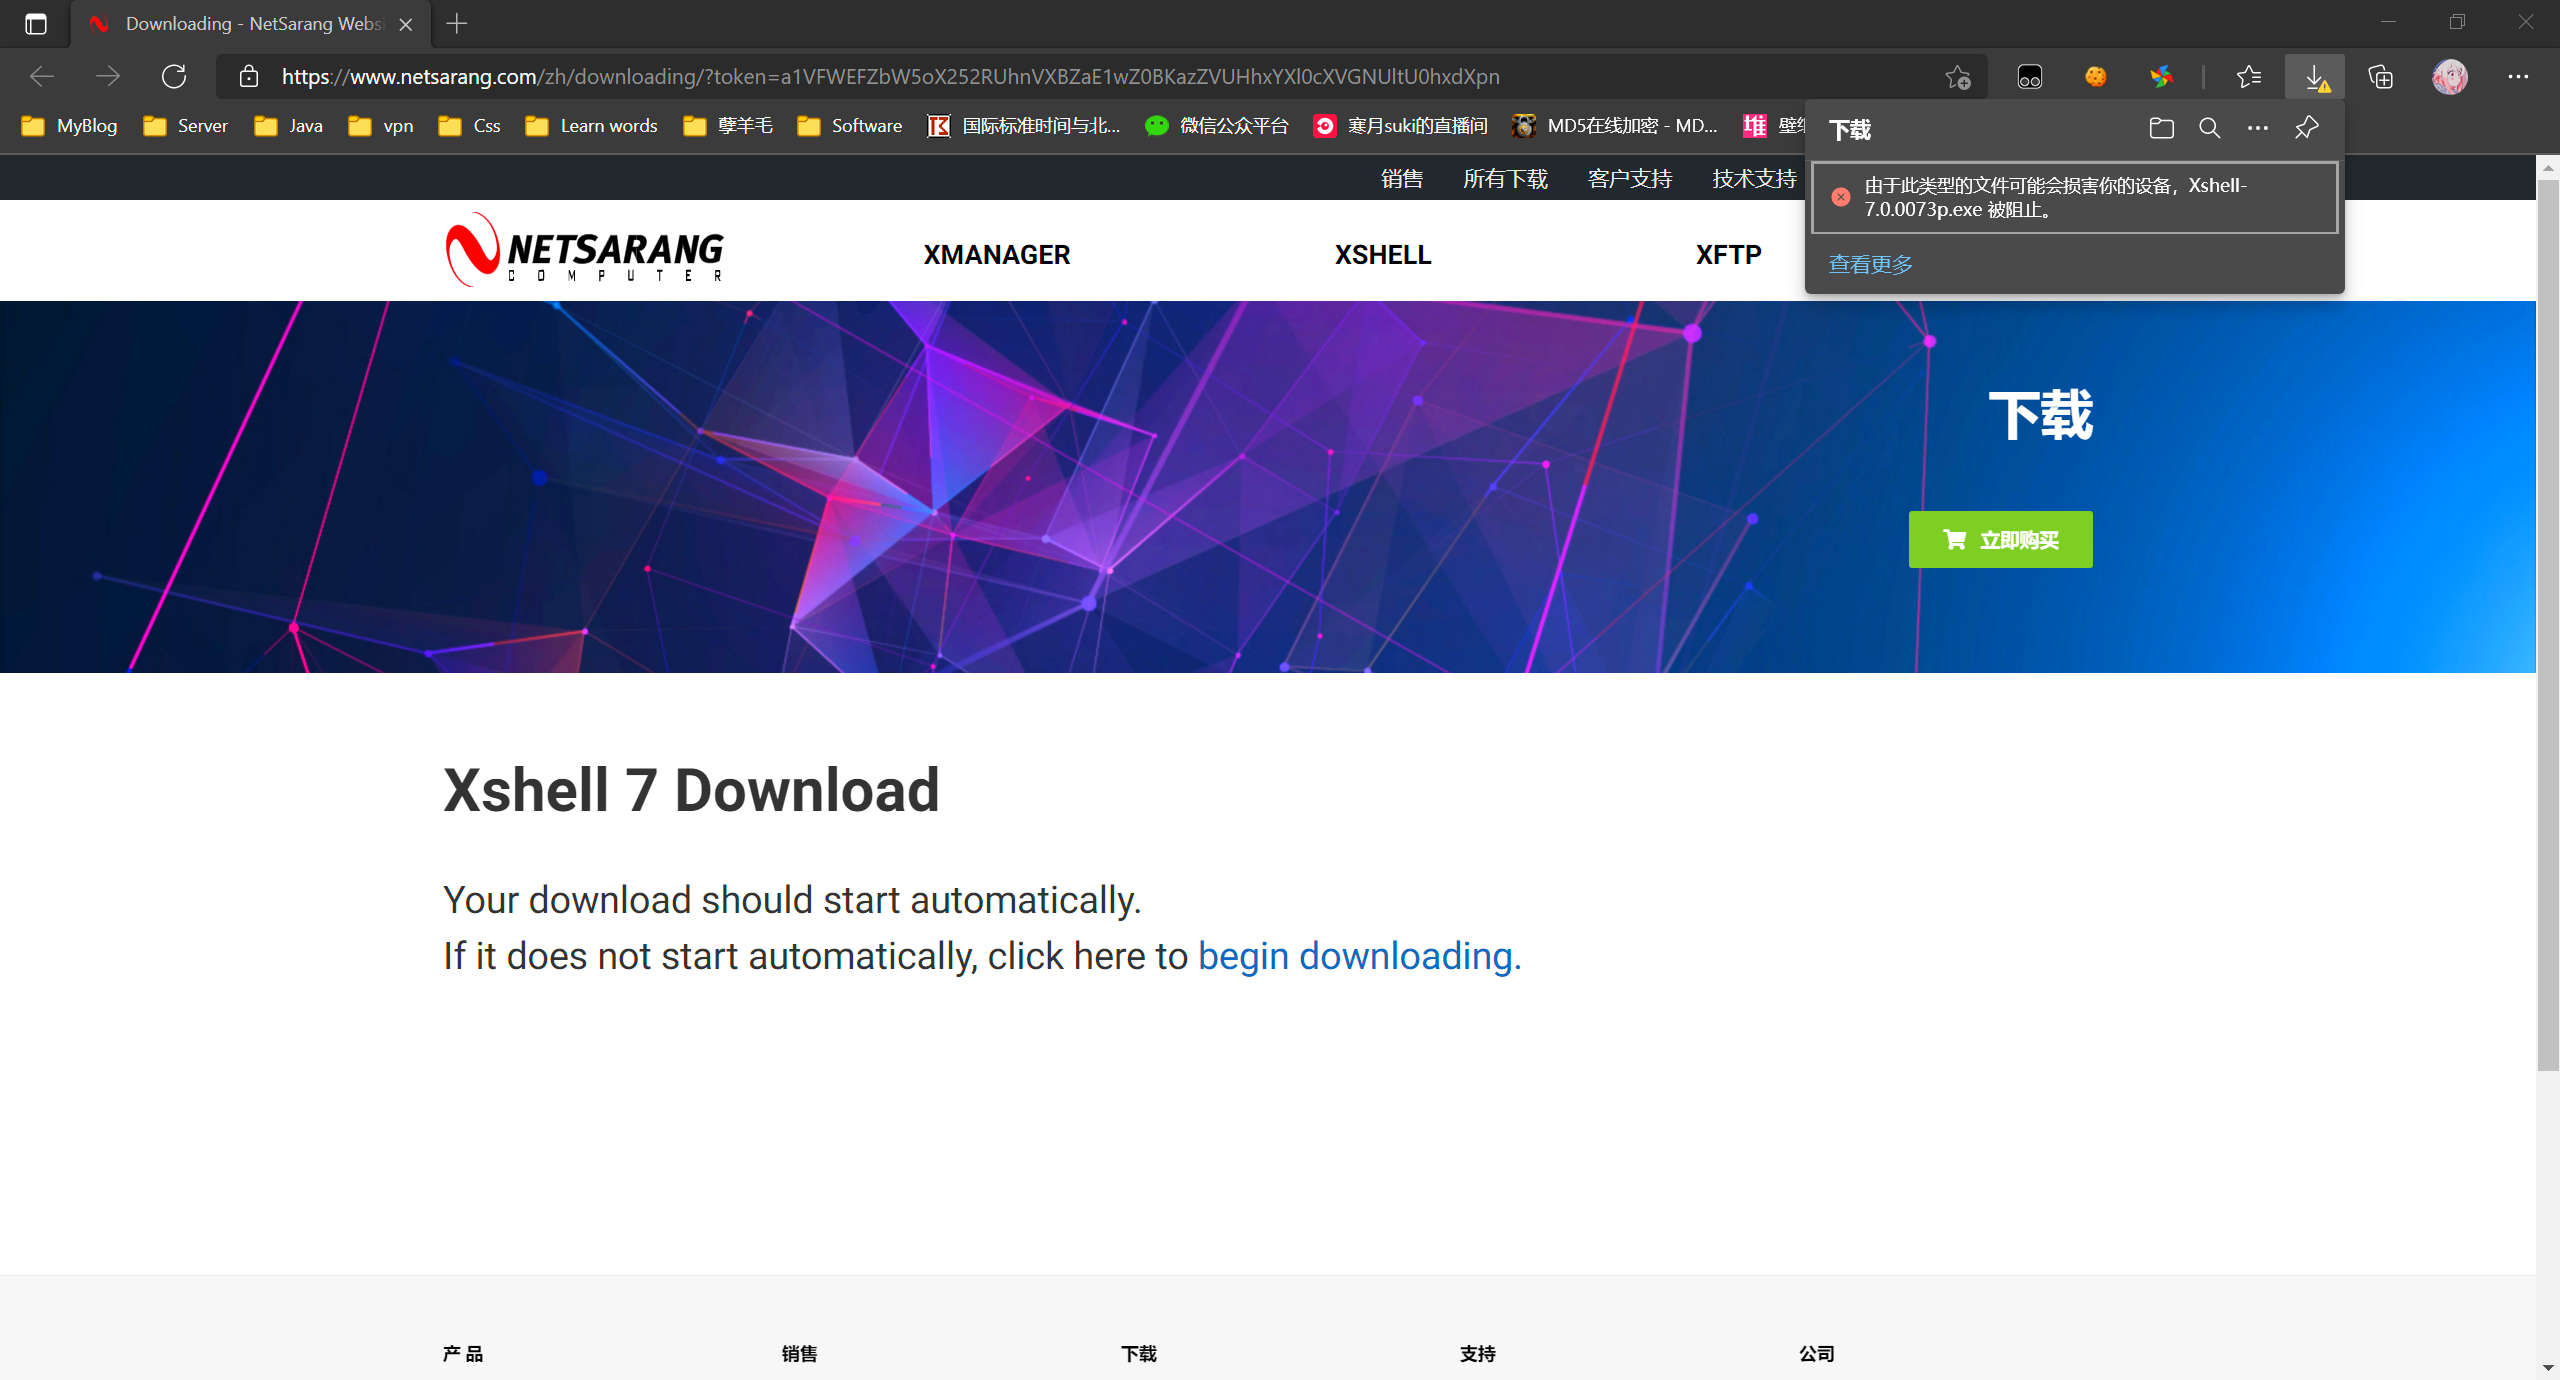 Downloading - NetSarang Websi
https://www.netsarang.com/zh/downloading/?token=a1VFWEFZbW5oX252RUhnVXBZaE1wZ0BKazZVUHhxYXl0cXVGNUltU0hxdXpn
MyBlog Server Java vpn Css Learn words 孽羊毛 Software 国际标准时间与北... 微信公众平台 寒月suki的直播间 MD5在线加密 - MD...
下载
由于此类型的文件可能会损害你的设备，Xshell-
7.0.0073p.exe 被阻止。
查看更多
销售 所有下载 客户支持 技术支持
NETSARANG
COMPUTER
XMANAGER XSHELL XFTP
下载
立即购买
Xshell 7 Download
Your download should start automatically.
If it does not start automatically, click here to begin downloading.
产品 销售 下载 支持 公司